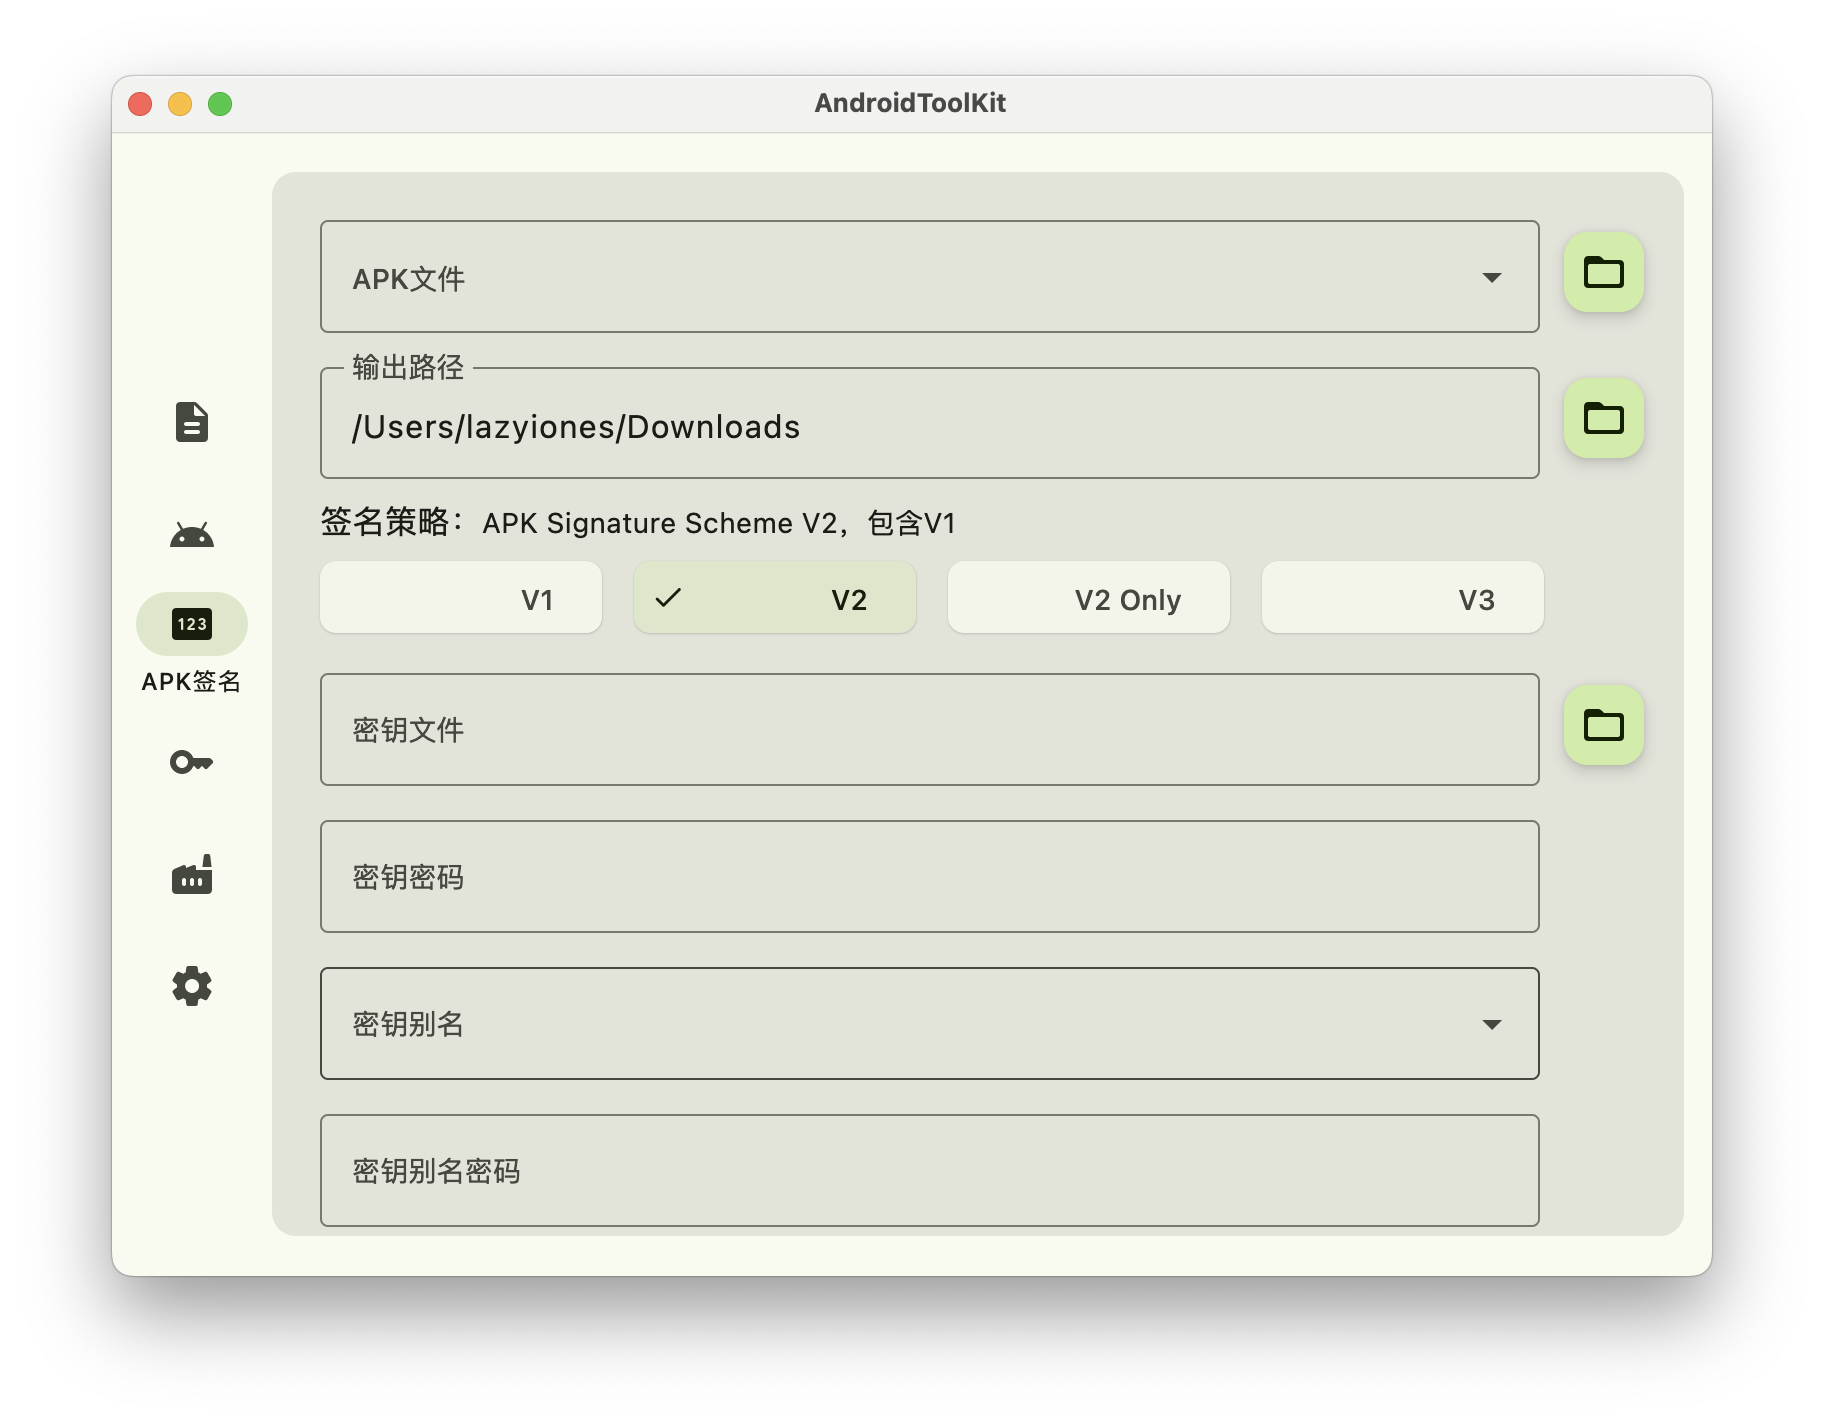 AndroidToolKit
APK文件
输出路径
/Users/lazyiones/Downloads
签名策略：APK Signature Scheme V2，包含V1
V1
V2
V2 Only
V3
123
APK签名
密钥文件
密钥密码
密钥别名
密钥别名密码